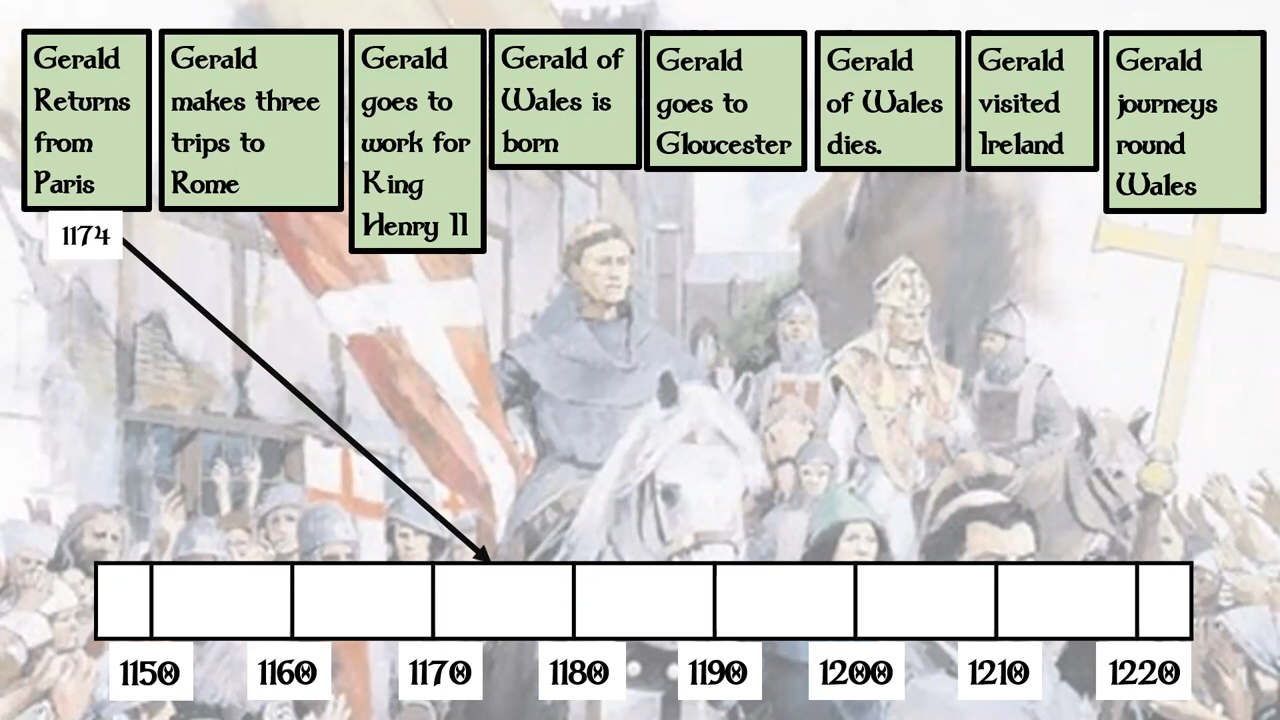 Gerald
Returns
from
Paris
Gerald
makes three
trips to
Rome
Gerald
goes to
work for
King
Henry II
Gerald of
Wales is
born
Gerald
goes to
Gloucester
Gerald
of Wales
dies.
Gerald
visited
Ireland
Gerald
journeys
round
Wales
1174
1150
1160
1170
1180
1190
1200
1210
1220